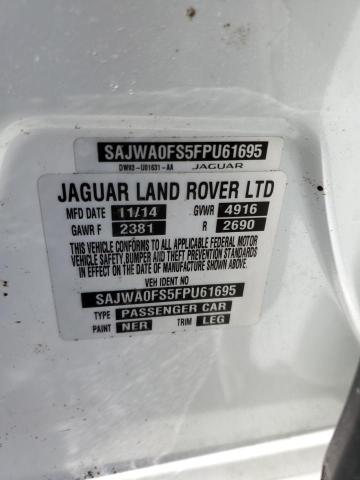 SAJWA0FS5FPU61695
DW93-U01631-AA JAGUAR
JAGUAR LAND ROVER LTD
MFD DATE 11/14 GVWR 4916
GAWR F 2381 R 2690
THIS VEHICLE CONFORMS TO ALL APPLICABLE FEDERAL MOTOR
VEHICLE SAFETY,BUMPER AND THEFT PREVENTION STANDARDS
IN EFFECT ON THE DATE OF MANUFACTURE SHOWN ABOVE.
VEH IDENT NO
SAJWA0FS5FPU61695
TYPE PASSENGER CAR
PAINT NER TRIM LEG